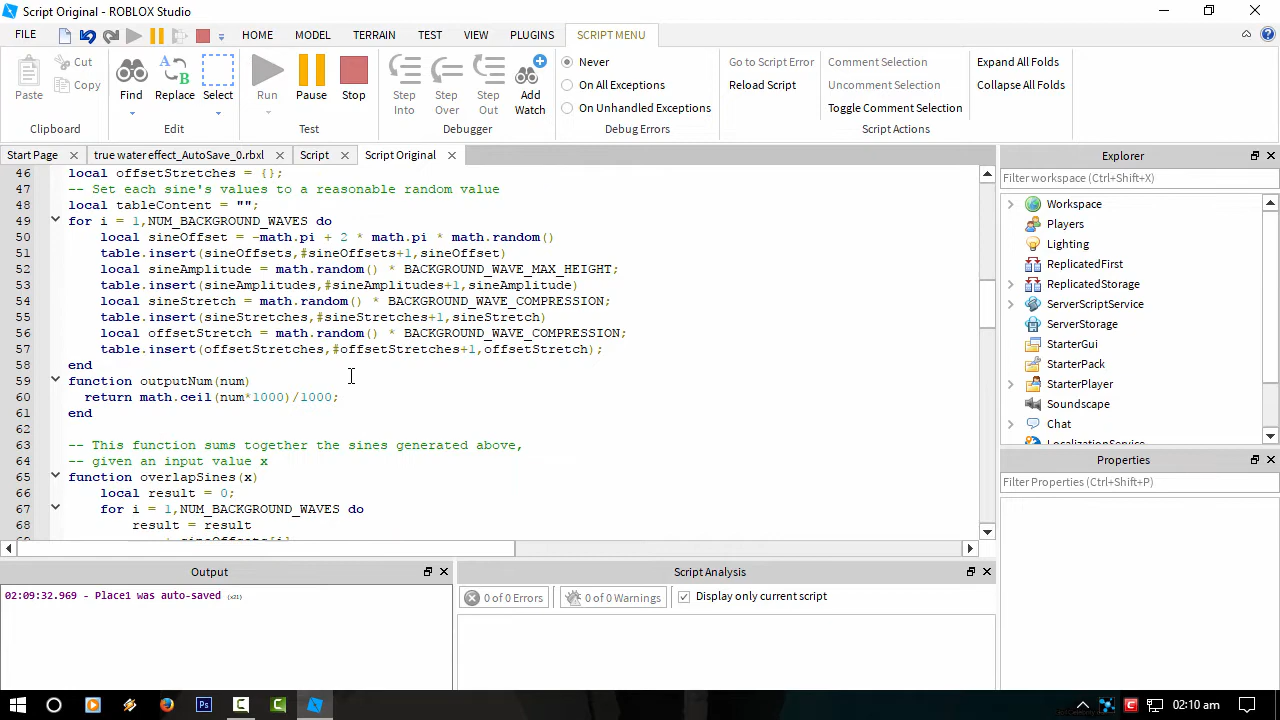 Script Original - ROBLOX Studio
FILE
HOME
MODEL
TERRAIN
TEST
VIEW
PLUGINS
SCRIPT MENU
Paste
Cut
Copy
Clipboard
Find
Replace
Select
Edit
Run
Pause
Stop
Test
Step Into
Step Over
Step Out
Add Watch
Debugger
Never
On All Exceptions
On Unhandled Exceptions
Debug Errors
Go to Script Error
Reload Script
Comment Selection
Uncomment Selection
Toggle Comment Selection
Expand All Folds
Collapse All Folds
Script Actions
Start Page
true water effect_AutoSave_0.rbxl
Script
Script Original
46 local offsetStretches = {};
47 -- Set each sine's values to a reasonable random value
48 local tableContent = "";
49 for i = 1,NUM_BACKGROUND_WAVES do
50 local sineOffset = -math.pi + 2 * math.pi * math.random()
51 table.insert(sineOffsets,#sineOffsets+1,sineOffset)
52 local sineAmplitude = math.random() * BACKGROUND_WAVE_MAX_HEIGHT;
53 table.insert(sineAmplitudes,#sineAmplitudes+1,sineAmplitude)
54 local sineStretch = math.random() * BACKGROUND_WAVE_COMPRESSION;
55 table.insert(sineStretches,#sineStretches+1,sineStretch)
56 local offsetStretch = math.random() * BACKGROUND_WAVE_COMPRESSION;
57 table.insert(offsetStretches,#offsetStretches+1,offsetStretch);
58 end
59 function outputNum(num)
60 return math.ceil(num*1000)/1000;
61 end
62
63 -- This function sums together the sines generated above,
64 -- given an input value x
65 function overlapSines(x)
66 local result = 0;
67 for i = 1,NUM_BACKGROUND_WAVES do
68 result = result
Explorer
Filter workspace (Ctrl+Shift+X)
Workspace
Players
Lighting
ReplicatedFirst
ReplicatedStorage
ServerScriptService
ServerStorage
StarterGui
StarterPack
StarterPlayer
Soundscape
Chat
LocalizationService
Properties
Filter Properties (Ctrl+Shift+P)
Output
02:09:32.969 - Place1 was auto-saved (x21)
Script Analysis
0 of 0 Errors
0 of 0 Warnings
Display only current script
02:10 am